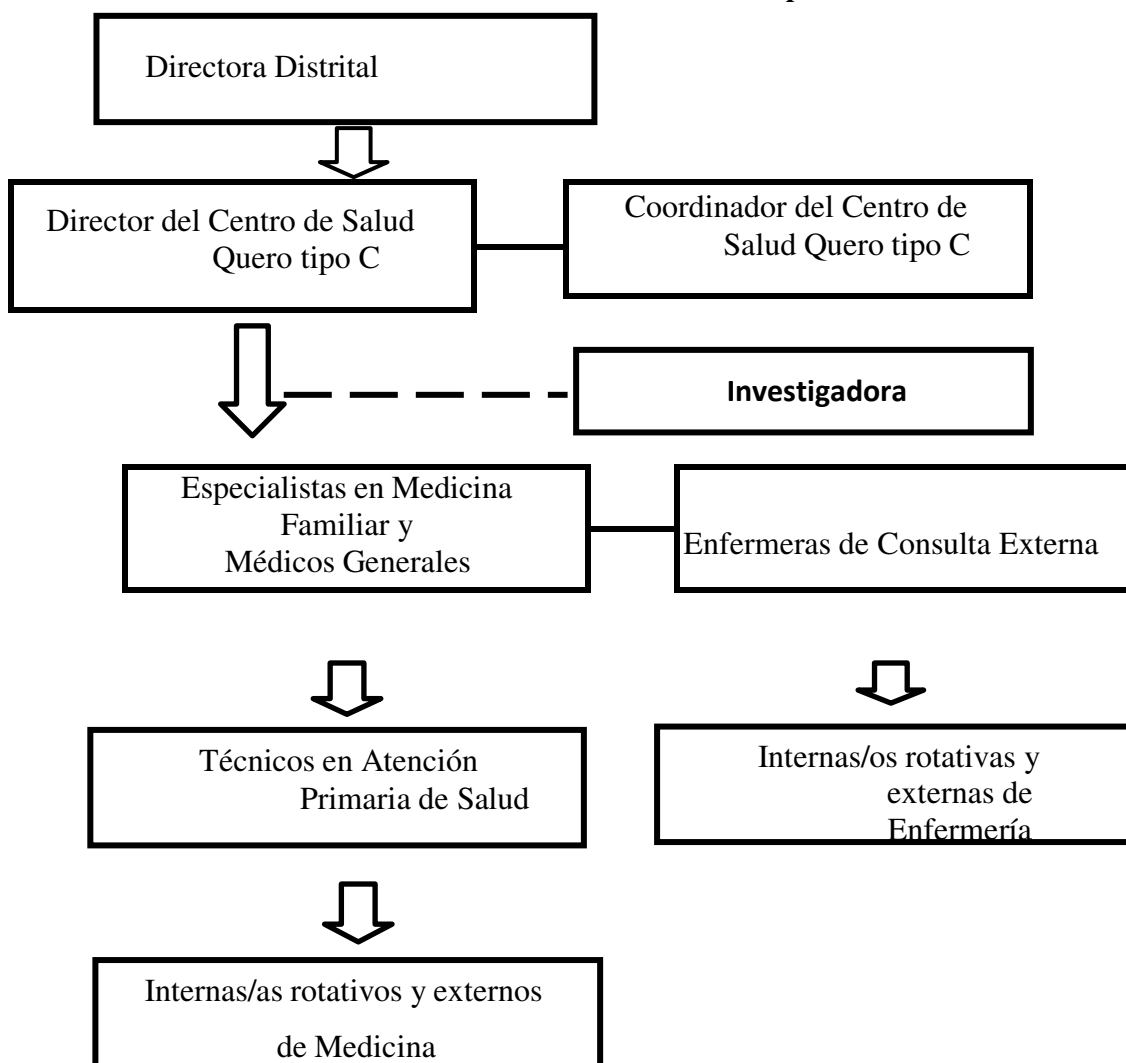 Directora Distrital
Director del Centro de Salud
Quero tipo C
Coordinador del Centro de
Salud Quero tipo C
Investigadora
Especialistas en Medicina
Familiar y
Médicos Generales
Enfermeras de Consulta Externa
Técnicos en Atención
Primaria de Salud
Internas/os rotativas y
externas de
Enfermería
Internas/as rotativos y externos
de Medicina